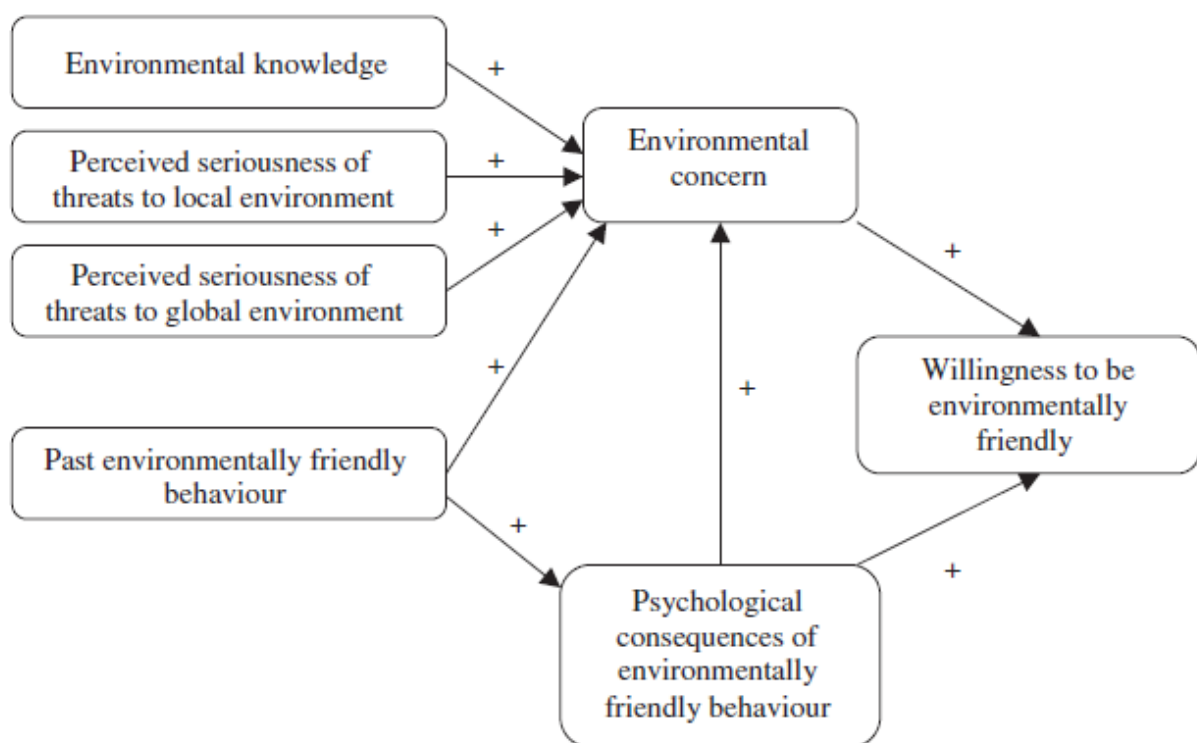 Environmental knowledge
+
Perceived seriousness of
threats to local environment
+
Perceived seriousness of
threats to global environment
+
Past environmentally friendly
behaviour
+
+
Environmental
concern
+
+
Willingness to be
environmentally
friendly
+
Psychological
consequences of
environmentally
friendly behaviour